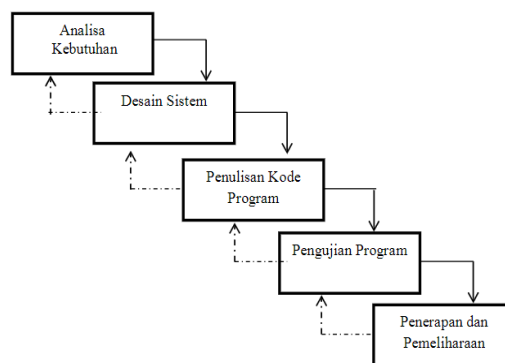 Analisa
Kebutuhan
Desain Sistem
Penulisan Kode
Program
Pengujian Program
Penerapan dan
Pemeliharaan